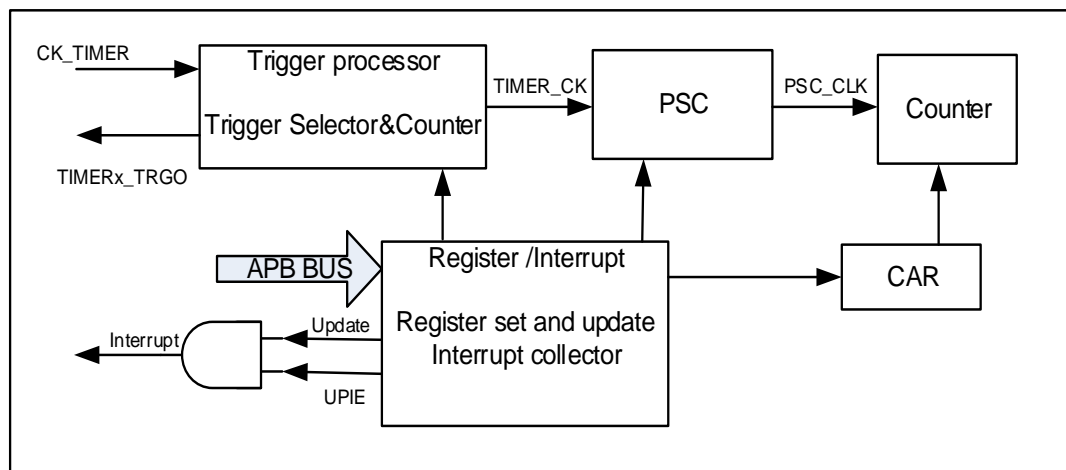 CK_TIMER
TIMERx_TRGO
Trigger processor
Trigger Selector&Counter
TIMER_CK
PSC
PSC_CLK
Counter
APB BUS
Register /Interrupt
Register set and update
Interrupt collector
CAR
Interrupt
Update
UPIE